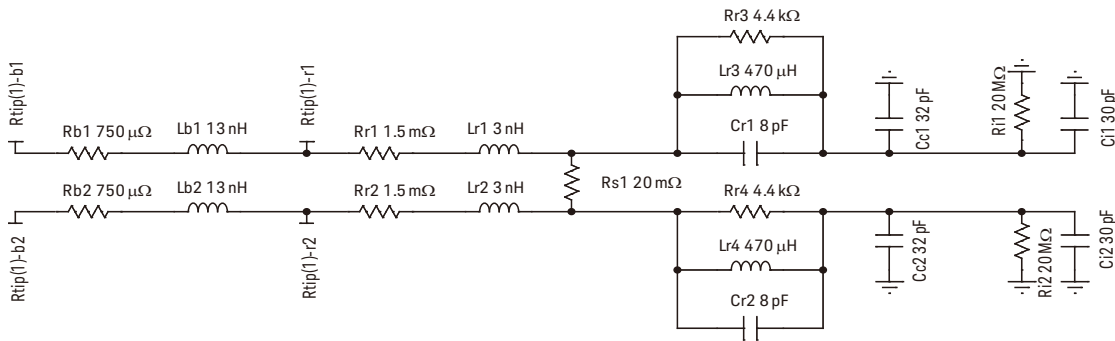 Rr3 4.4 kΩ
Lr3 470 μH
Cr1 8 pF
Rtip(1)-b1
Rb1 750 μΩ
Lb1 13 nH
Rtip(1)-r1
Rr1 1.5 mΩ
Lr1 3 nH
Cc1 32 pF
Ri1 20 MΩ
Ci1 30 pF
Rs1 20 mΩ
Rtip(1)-b2
Rb2 750 μΩ
Lb2 13 nH
Rtip(1)-r2
Rr2 1.5 mΩ
Lr2 3 nH
Rr4 4.4 kΩ
Lr4 470 μH
Cr2 8 pF
Cc2 32 pF
Ri2 20 MΩ
Ci2 30 pF